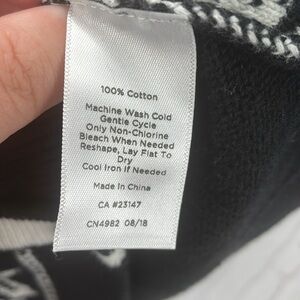 100% Cotton
Machine Wash Cold
Gentle Cycle
Only Non-Chlorine
Bleach When Needed
Reshape, Lay Flat To
Dry
Cool Iron If Needed
Made in China
CA #23147
CN4982 08/18